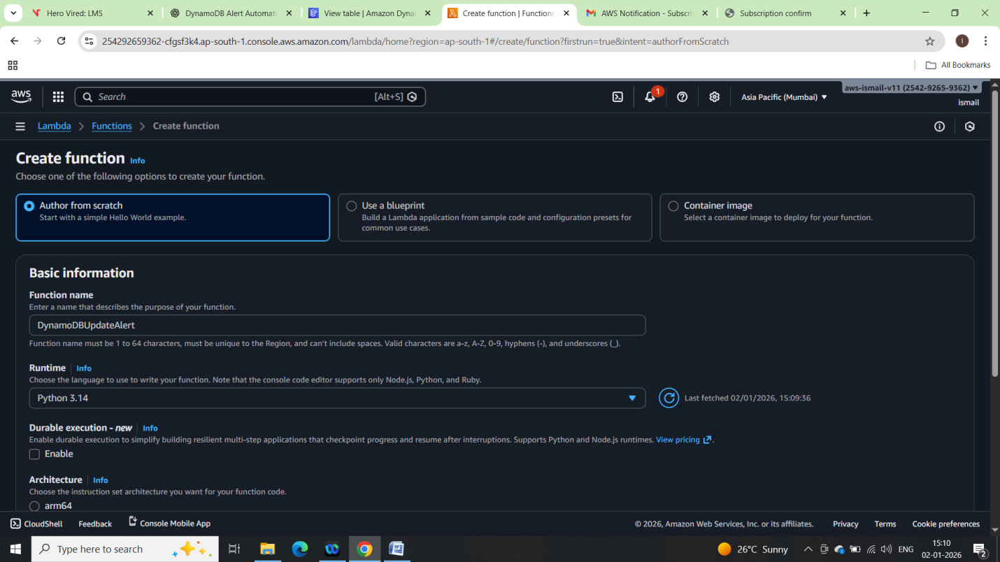 Hero Vired: LMS
DynamoDB Alert Automati
View table | Amazon Dynar
Create function | Functions
AWS Notification - Subscrip
Subscription confirm
254292659362-cfgsf3k4.ap-south-1.console.aws.amazon.com/lambda/home?region=ap-south-1#/create/function?firstrun=true&intent=authorFromScratch
I
All Bookmarks
aws
Search
[Alt+S]
1
Asia Pacific (Mumbai)
aws-ismail-v11 (2542-9265-9362)
ismail
Lambda > Functions > Create function
Create function Info
Choose one of the following options to create your function.
Author from scratch
Start with a simple Hello World example.
Use a blueprint
Build a Lambda application from sample code and configuration presets for
common use cases.
Container image
Select a container image to deploy for your function.
Basic information
Function name
Enter a name that describes the purpose of your function.
DynamoDBUpdateAlert
Function name must be 1 to 64 characters, must be unique to the Region, and can't include spaces. Valid characters are a-z, A-Z, 0-9, hyphens (-), and underscores (_).
Runtime Info
Choose the language to use to write your function. Note that the console code editor supports only Node.js, Python, and Ruby.
Python 3.14
Last fetched 02/01/2026, 15:09:36
Durable execution - new Info
Enable durable execution to simplify building resilient multi-step applications that checkpoint progress and resume after interruptions. Supports Python and Node.js runtimes. View pricing .
Enable
Architecture Info
Choose the instruction set architecture you want for your function code.
arm64
CloudShell Feedback Console Mobile App
© 2026, Amazon Web Services, Inc. or its affiliates. Privacy Terms Cookie preferences
Type here to search
26°C Sunny
ENG
15:10
02-01-2026
2